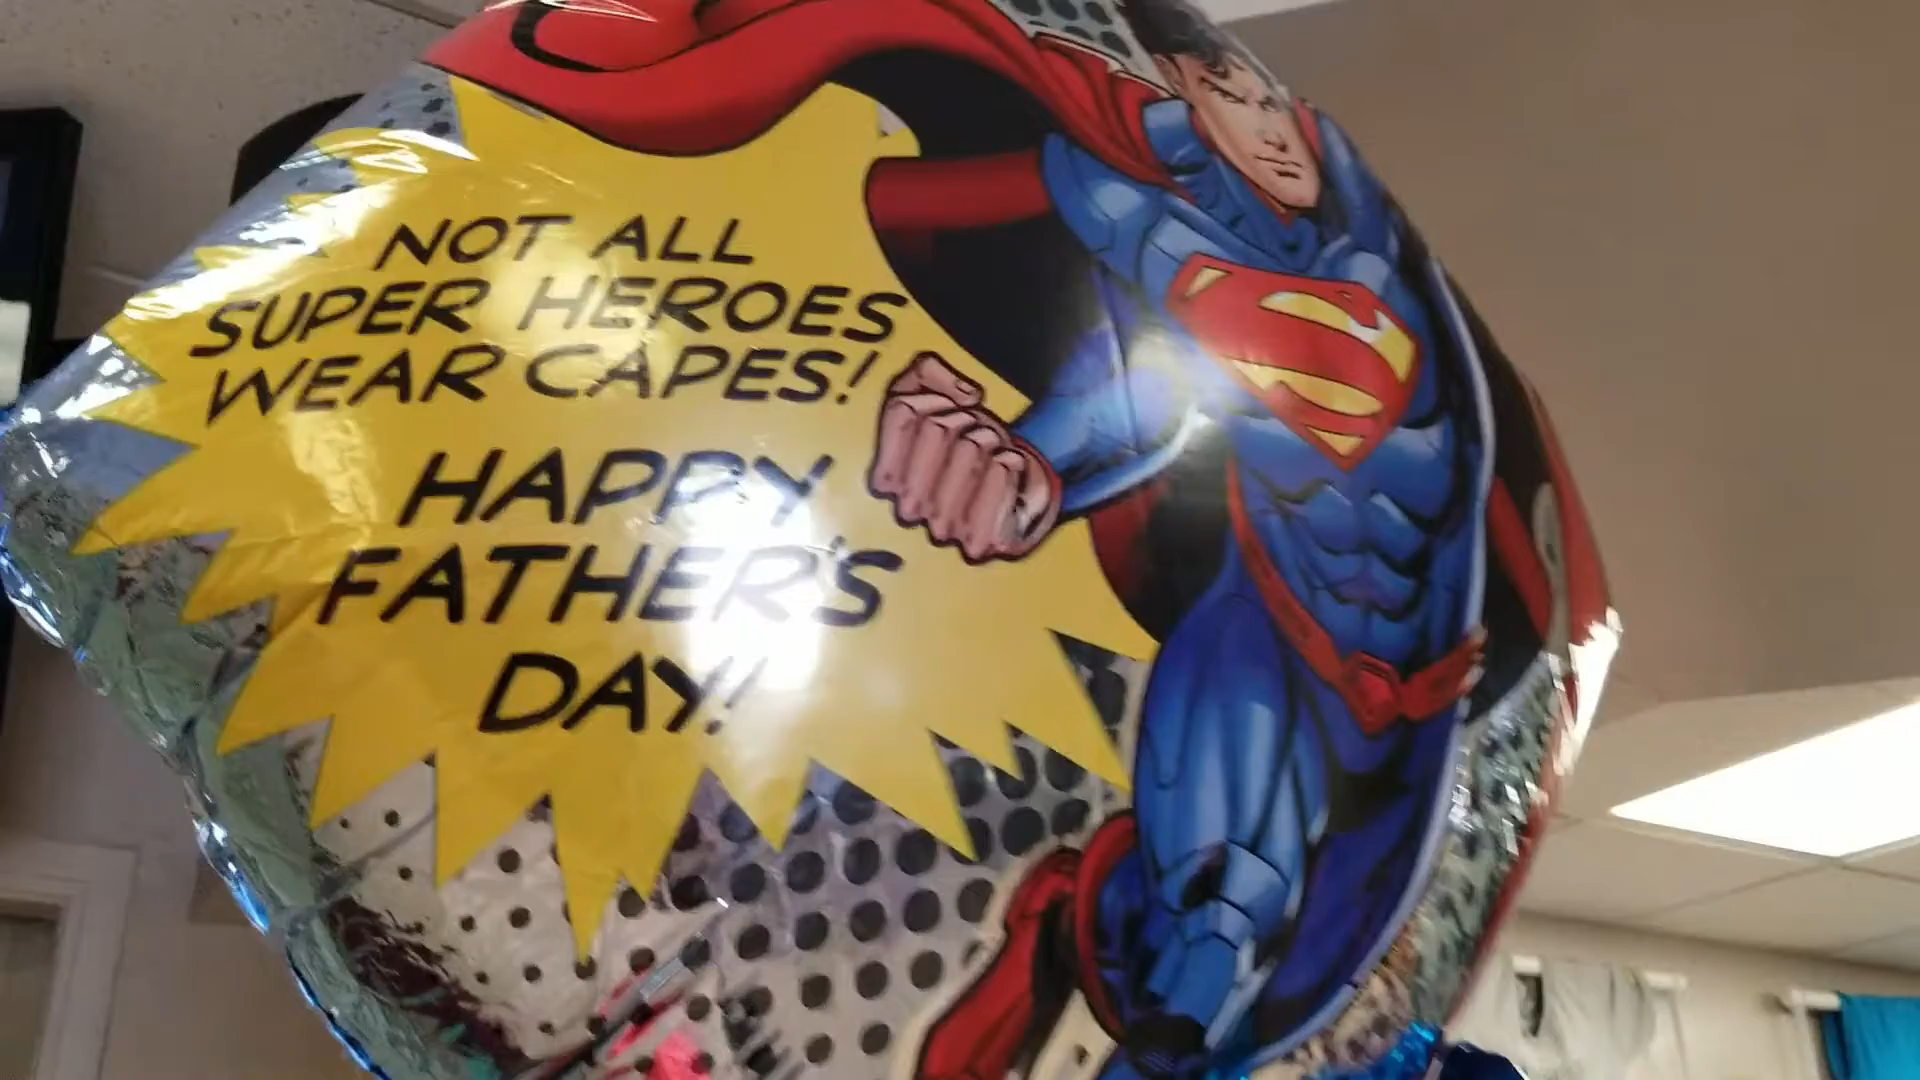 NOT ALL
SUPER HEROES
WEAR CAPES!
HAPPY
FATHER'S
DAY!